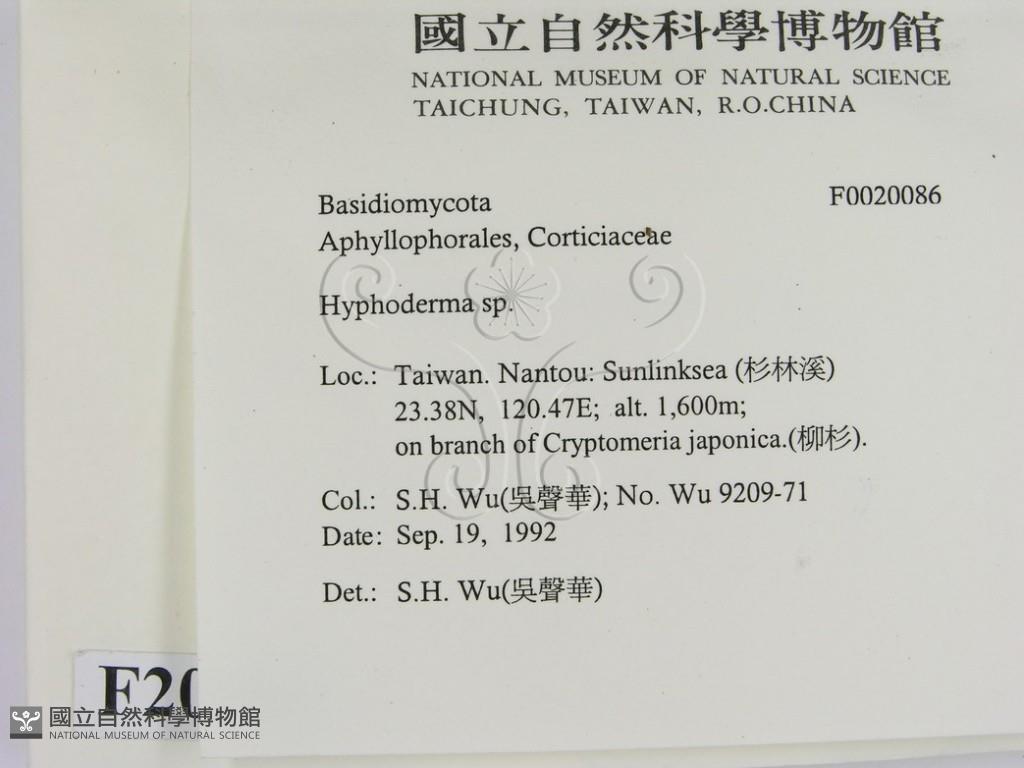 國立自然科學博物館
NATIONAL MUSEUM OF NATURAL SCIENCE
TAICHUNG, TAIWAN, R.O.CHINA
Basidiomycota F0020086
Aphyllophorales, Corticiaceae
Hyphoderma sp.
Loc.: Taiwan. Nantou: Sunlinksea (杉林溪)
23.38N, 120.47E; alt. 1,600m;
on branch of Cryptomeria japonica.(柳杉).
Col.: S.H. Wu(吳聲華); No. Wu 9209-71
Date: Sep. 19, 1992
Det.: S.H. Wu(吳聲華)
F20
國立自然科學博物館
NATIONAL MUSEUM OF NATURAL SCIENCE